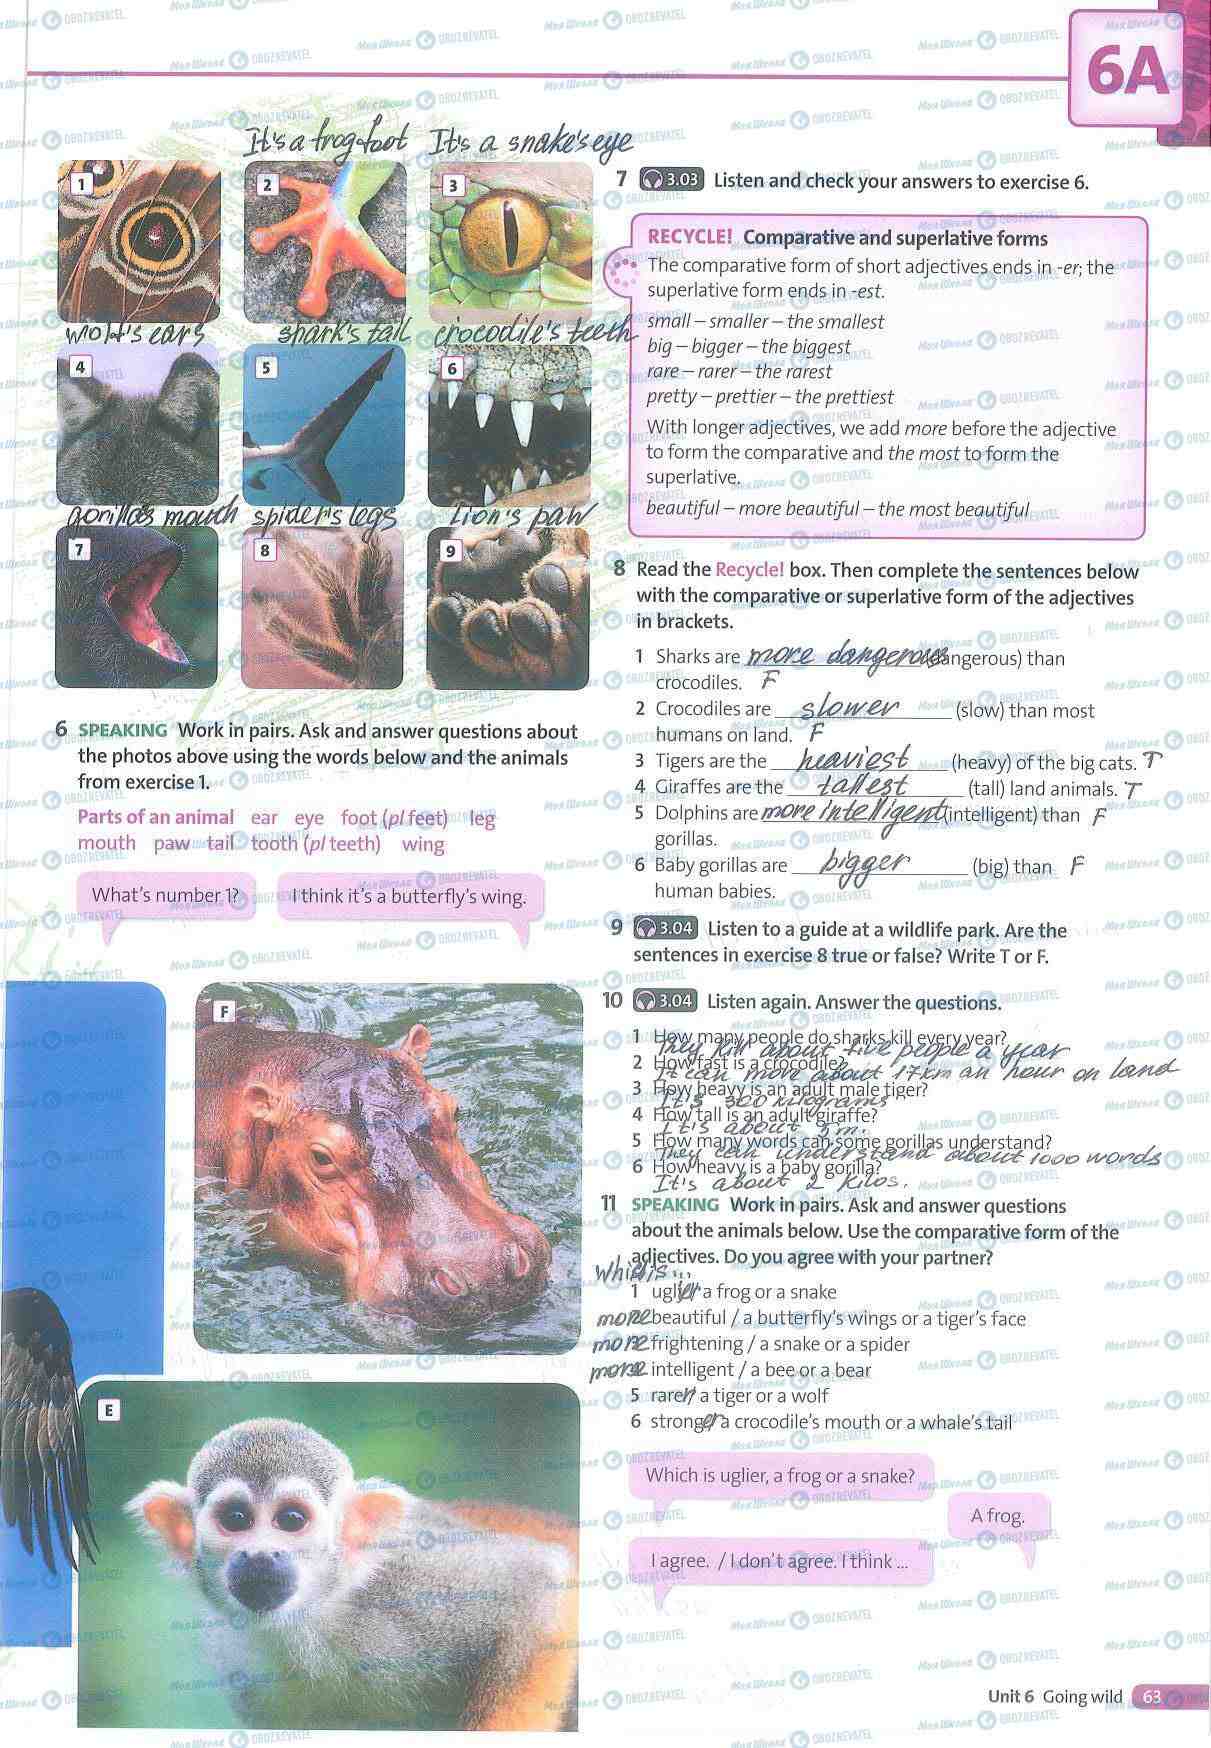 6A
It's a frog foot It's a snake's eye
1
2
3
wolf's ears shark's tail crocodile's teeth
4
5
6
gorilla's mouth spider's legs Lion's paw
7
8
9
6 SPEAKING Work in pairs. Ask and answer questions about
the photos above using the words below and the animals
from exercise 1.
Parts of an animal ear eye foot (pl feet) leg
mouth paw tail tooth (pl teeth) wing
What's number 1?
I think it's a butterfly's wing.
F
E
7 3.03 Listen and check your answers to exercise 6.
RECYCLE! Comparative and superlative forms
The comparative form of short adjectives ends in -er; the
superlative form ends in -est.
small – smaller – the smallest
big – bigger – the biggest
rare – rarer – the rarest
pretty – prettier – the prettiest
With longer adjectives, we add more before the adjective
to form the comparative and the most to form the
superlative.
beautiful – more beautiful – the most beautiful
8 Read the Recycle! box. Then complete the sentences below
with the comparative or superlative form of the adjectives
in brackets.
1 Sharks are more dangerous (dangerous) than
crocodiles. F
2 Crocodiles are slower (slow) than most
humans on land. F
3 Tigers are the heaviest (heavy) of the big cats. T
4 Giraffes are the tallest (tall) land animals. T
5 Dolphins are more intelligent (intelligent) than F
gorillas.
6 Baby gorillas are bigger (big) than F
human babies.
9 3.04 Listen to a guide at a wildlife park. Are the
sentences in exercise 8 true or false? Write T or F.
10 3.04 Listen again. Answer the questions.
1 How many people do sharks kill every year?
They kill about five people a year
2 How fast is a crocodile?
It can move about 17 km an hour on land
3 How heavy is an adult male tiger?
It's 300 kilograms
4 How tall is an adult giraffe?
It's about 5 m.
5 How many words can some gorillas understand?
They can understand about 1000 words
6 How heavy is a baby gorilla?
It's about 2 kilos.
11 SPEAKING Work in pairs. Ask and answer questions
about the animals below. Use the comparative form of the
adjectives. Do you agree with your partner?
Which is ...
1 uglier a frog or a snake
more beautiful / a butterfly's wings or a tiger's face
more frightening / a snake or a spider
more intelligent / a bee or a bear
5 rarer / a tiger or a wolf
6 stronger a crocodile's mouth or a whale's tail
Which is uglier, a frog or a snake?
A frog.
I agree. / I don't agree. I think ...
Unit 6 Going wild 63